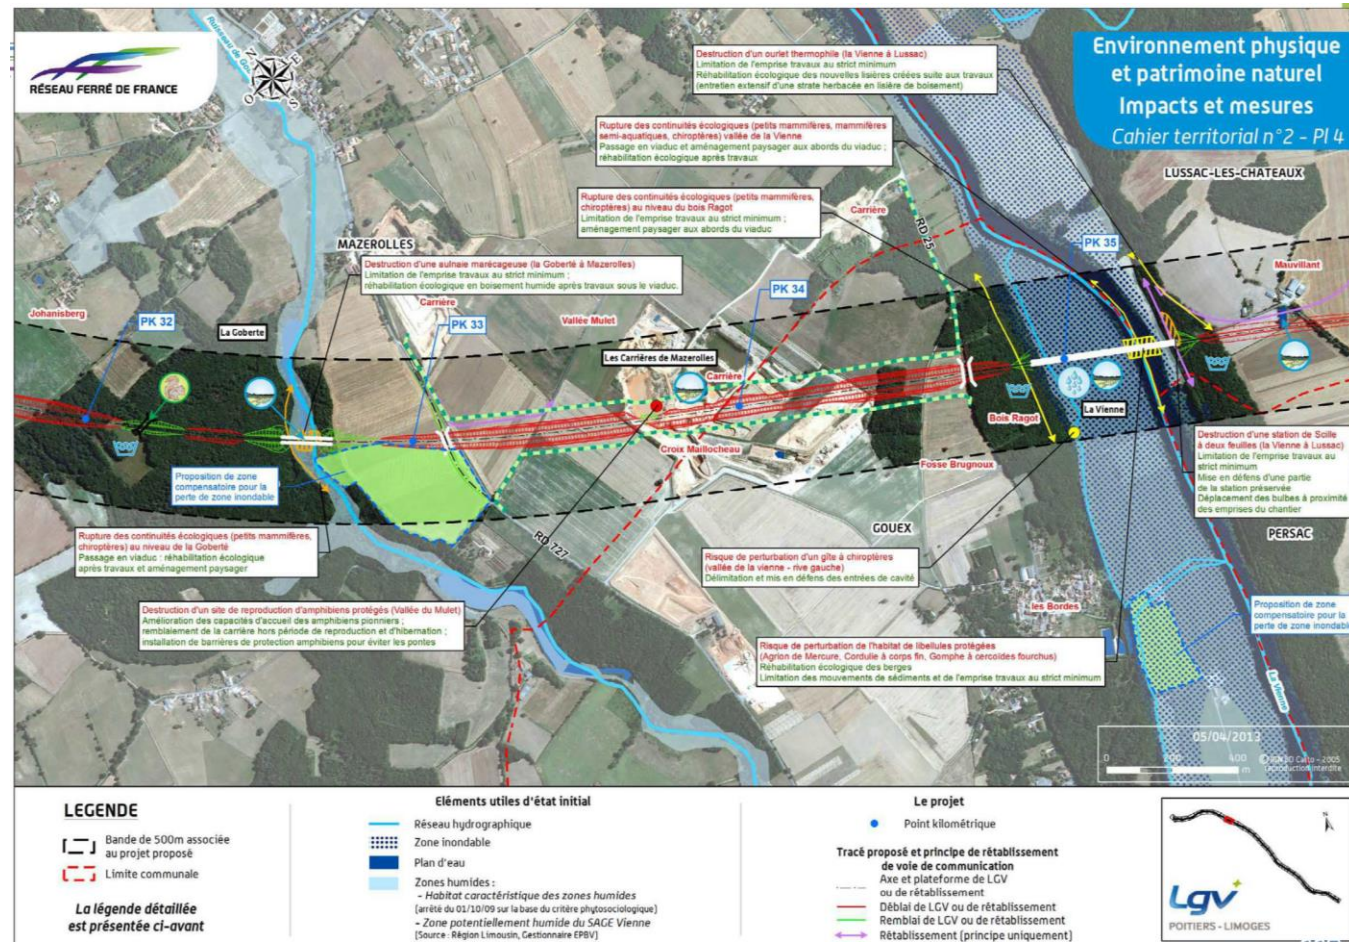 RÉSEAU FERRÉ DE FRANCE
N
E
S
O
Environnement physique
et patrimoine naturel
Impacts et mesures
Cahier territorial n°2 - Pl 4
Destruction d'un ourlet thermophile (la Vienne à Lussac)
Limitation de l'emprise travaux au strict minimum
Réhabilitation écologique des nouvelles lisières créées suite aux travaux
(entretien extensif d'une strate herbacée en lisière de boisement)
Rupture des continuités écologiques (petits mammifères, mammifères
semi-aquatiques, chiroptères) vallée de la Vienne
Passage en viaduc et aménagement paysager aux abords du viaduc ;
réhabilitation écologique après travaux
LUSSAC-LES-CHATEAUX
Rupture des continuités écologiques (petits mammifères,
chiroptères) au niveau du bois Ragot
Limitation de l'emprise travaux au strict minimum ;
aménagement paysager aux abords du viaduc
Carrière
RD 25
PK 35
MAZEROLLES
Destruction d'une aulnaie marécageuse (la Goberté à Mazerolles)
Limitation de l'emprise travaux au strict minimum ;
réhabilitation écologique en boisement humide après travaux sous le viaduc.
Mauvillant
Carrière
PK 34
Johanisberg
PK 32
La Goberte
PK 33
Vallée Mulet
Les Carrières de Mazerolles
Carrière
La Vienne
Bois Ragot
Croix Maillocheau
Fosse Brugnoux
Proposition de zone
compensatoire pour la
perte de zone inondable
Destruction d'une station de Scille
à deux feuilles (la Vienne à Lussac)
Limitation de l'emprise travaux au
strict minimum
Mise en défens d'une partie
de la station préservée
Déplacement des bulbes à proximité
des emprises du chantier
GOUEX
PERSAC
Rupture des continuités écologiques (petits mammifères,
chiroptères) au niveau de la Goberté
Passage en viaduc : réhabilitation écologique
après travaux et aménagement paysager
RD 727
Risque de perturbation d'un gîte à chiroptères
(vallée de la vienne - rive gauche)
Délimitation et mis en défens des entrées de cavité
Destruction d'un site de reproduction d'amphibiens protégés (Vallée du Mulet)
Amélioration des capacités d'accueil des amphibiens pionniers ;
remblaiement de la carrière hors période de reproduction et d'hibernation ;
installation de barrières de protection amphibiens pour éviter les pontes
les Bordes
Proposition de zone
compensatoire pour la
perte de zone inondable
Risque de perturbation de l'habitat de libellules protégées
(Agrion de Mercure, Cordulie à corps fin, Gomphe à cercoïdes fourchus)
Réhabilitation écologique des berges
Limitation des mouvements de sédiments et de l'emprise travaux au strict minimum
La Vienne
05/04/2013
0 200 400 m
Carto - 2005
interdite
LEGENDE
Bande de 500m associée
au projet proposé
Limite communale
La légende détaillée
est présentée ci-avant
Eléments utiles d'état initial
Réseau hydrographique
Zone inondable
Plan d'eau
Zones humides :
- Habitat caractéristique des zones humides
(arrêté du 01/10/09 sur la base du critère phytosociologique)
- Zone potentiellement humide du SAGE Vienne
(Source : Région Limousin, Gestionnaire EPBV)
Le projet
Point kilométrique
Tracé proposé et principe de rétablissement
de voie de communication
Axe et plateforme de LGV
ou de rétablissement
Déblai de LGV ou de rétablissement
Remblai de LGV ou de rétablissement
Rétablissement (principe uniquement)
N
Lgv
POITIERS - LIMOGES